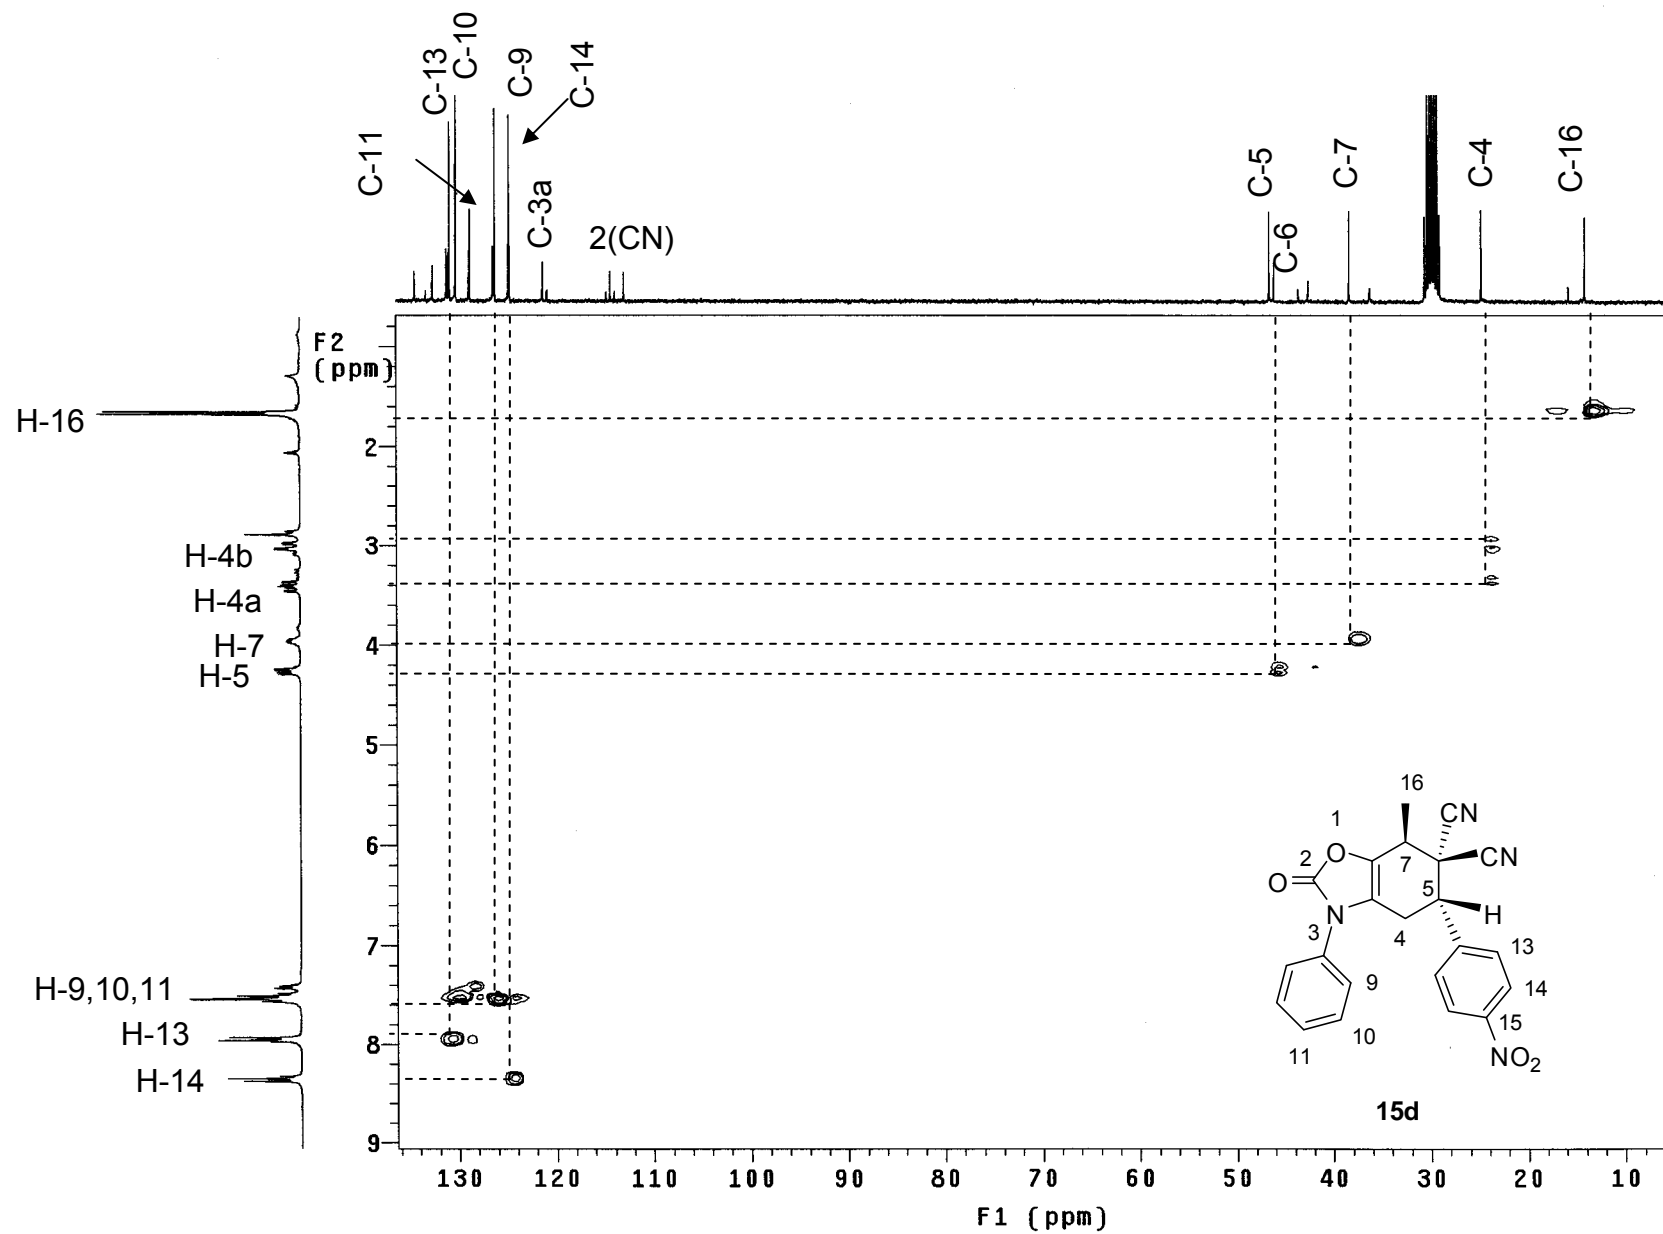 C-10
C-13
C-9
C-14
C-11
C-5
C-7
C-4
C-16
C-3a
2(CN)
C-6
F2
(ppm)
H-16
2
3
H-4b
H-4a
H-7
4
H-5
5
6
7
H-9,10,11
H-13
8
H-14
9
16
CN
1
O
2
7
CN
O
5
N
H
3
4
13
9
14
15
10
11
NO2
15d
130 120 110 100 90 80 70 60 50 40 30 20 10
F1 (ppm)